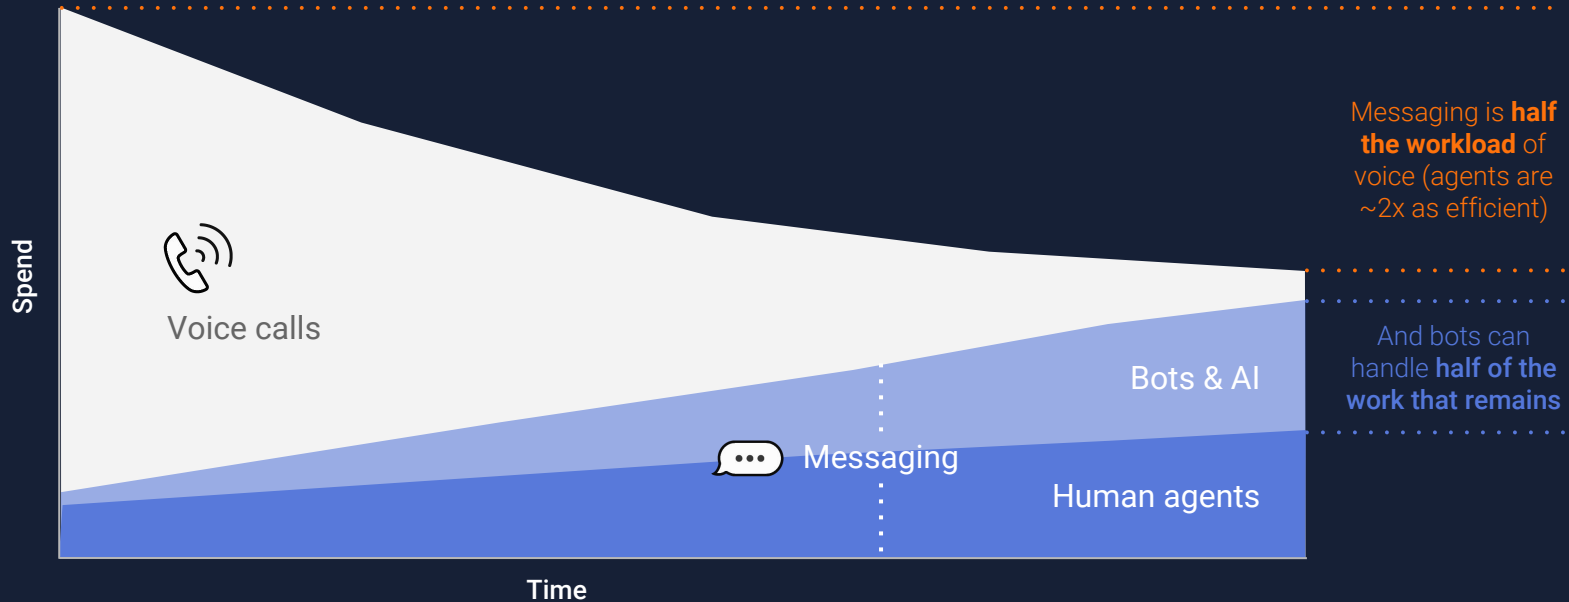 Messaging is half
the workload of
voice (agents are
~2x as efficient)
Spend
Voice calls
And bots can
handle half of the
work that remains
Bots & AI
Messaging
Human agents
Time